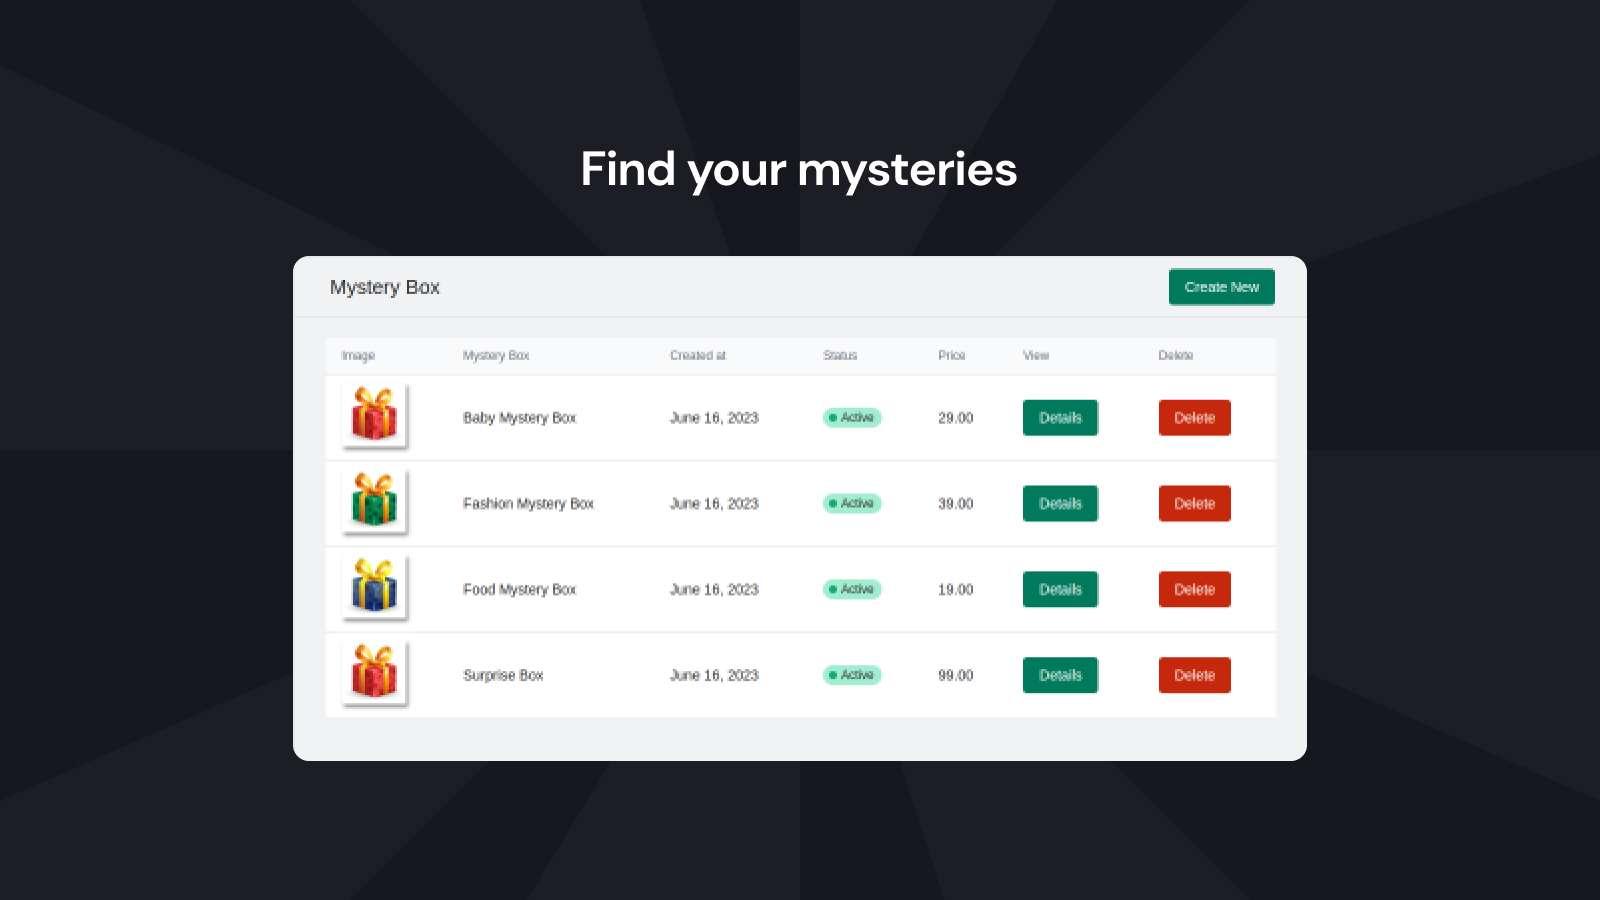 Find your mysteries
Mystery Box Create New
Image Mystery Box Created at Status Price View Delete
Baby Mystery Box June 16, 2023 Active 29.00 Details Delete
Fashion Mystery Box June 16, 2023 Active 39.00 Details Delete
Food Mystery Box June 16, 2023 Active 19.00 Details Delete
Surprise Box June 16, 2023 Active 99.00 Details Delete